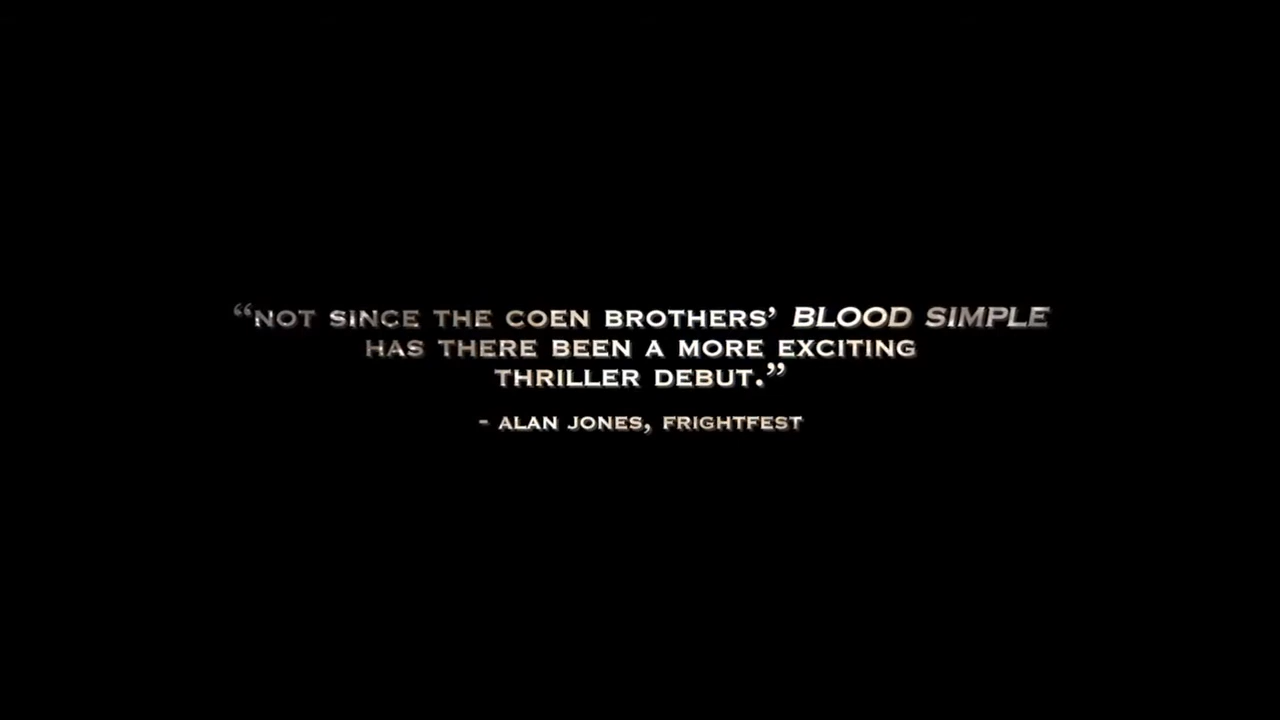 “NOT SINCE THE COEN BROTHERS’ BLOOD SIMPLE
HAS THERE BEEN A MORE EXCITING
THRILLER DEBUT.”
- ALAN JONES, FRIGHTFEST